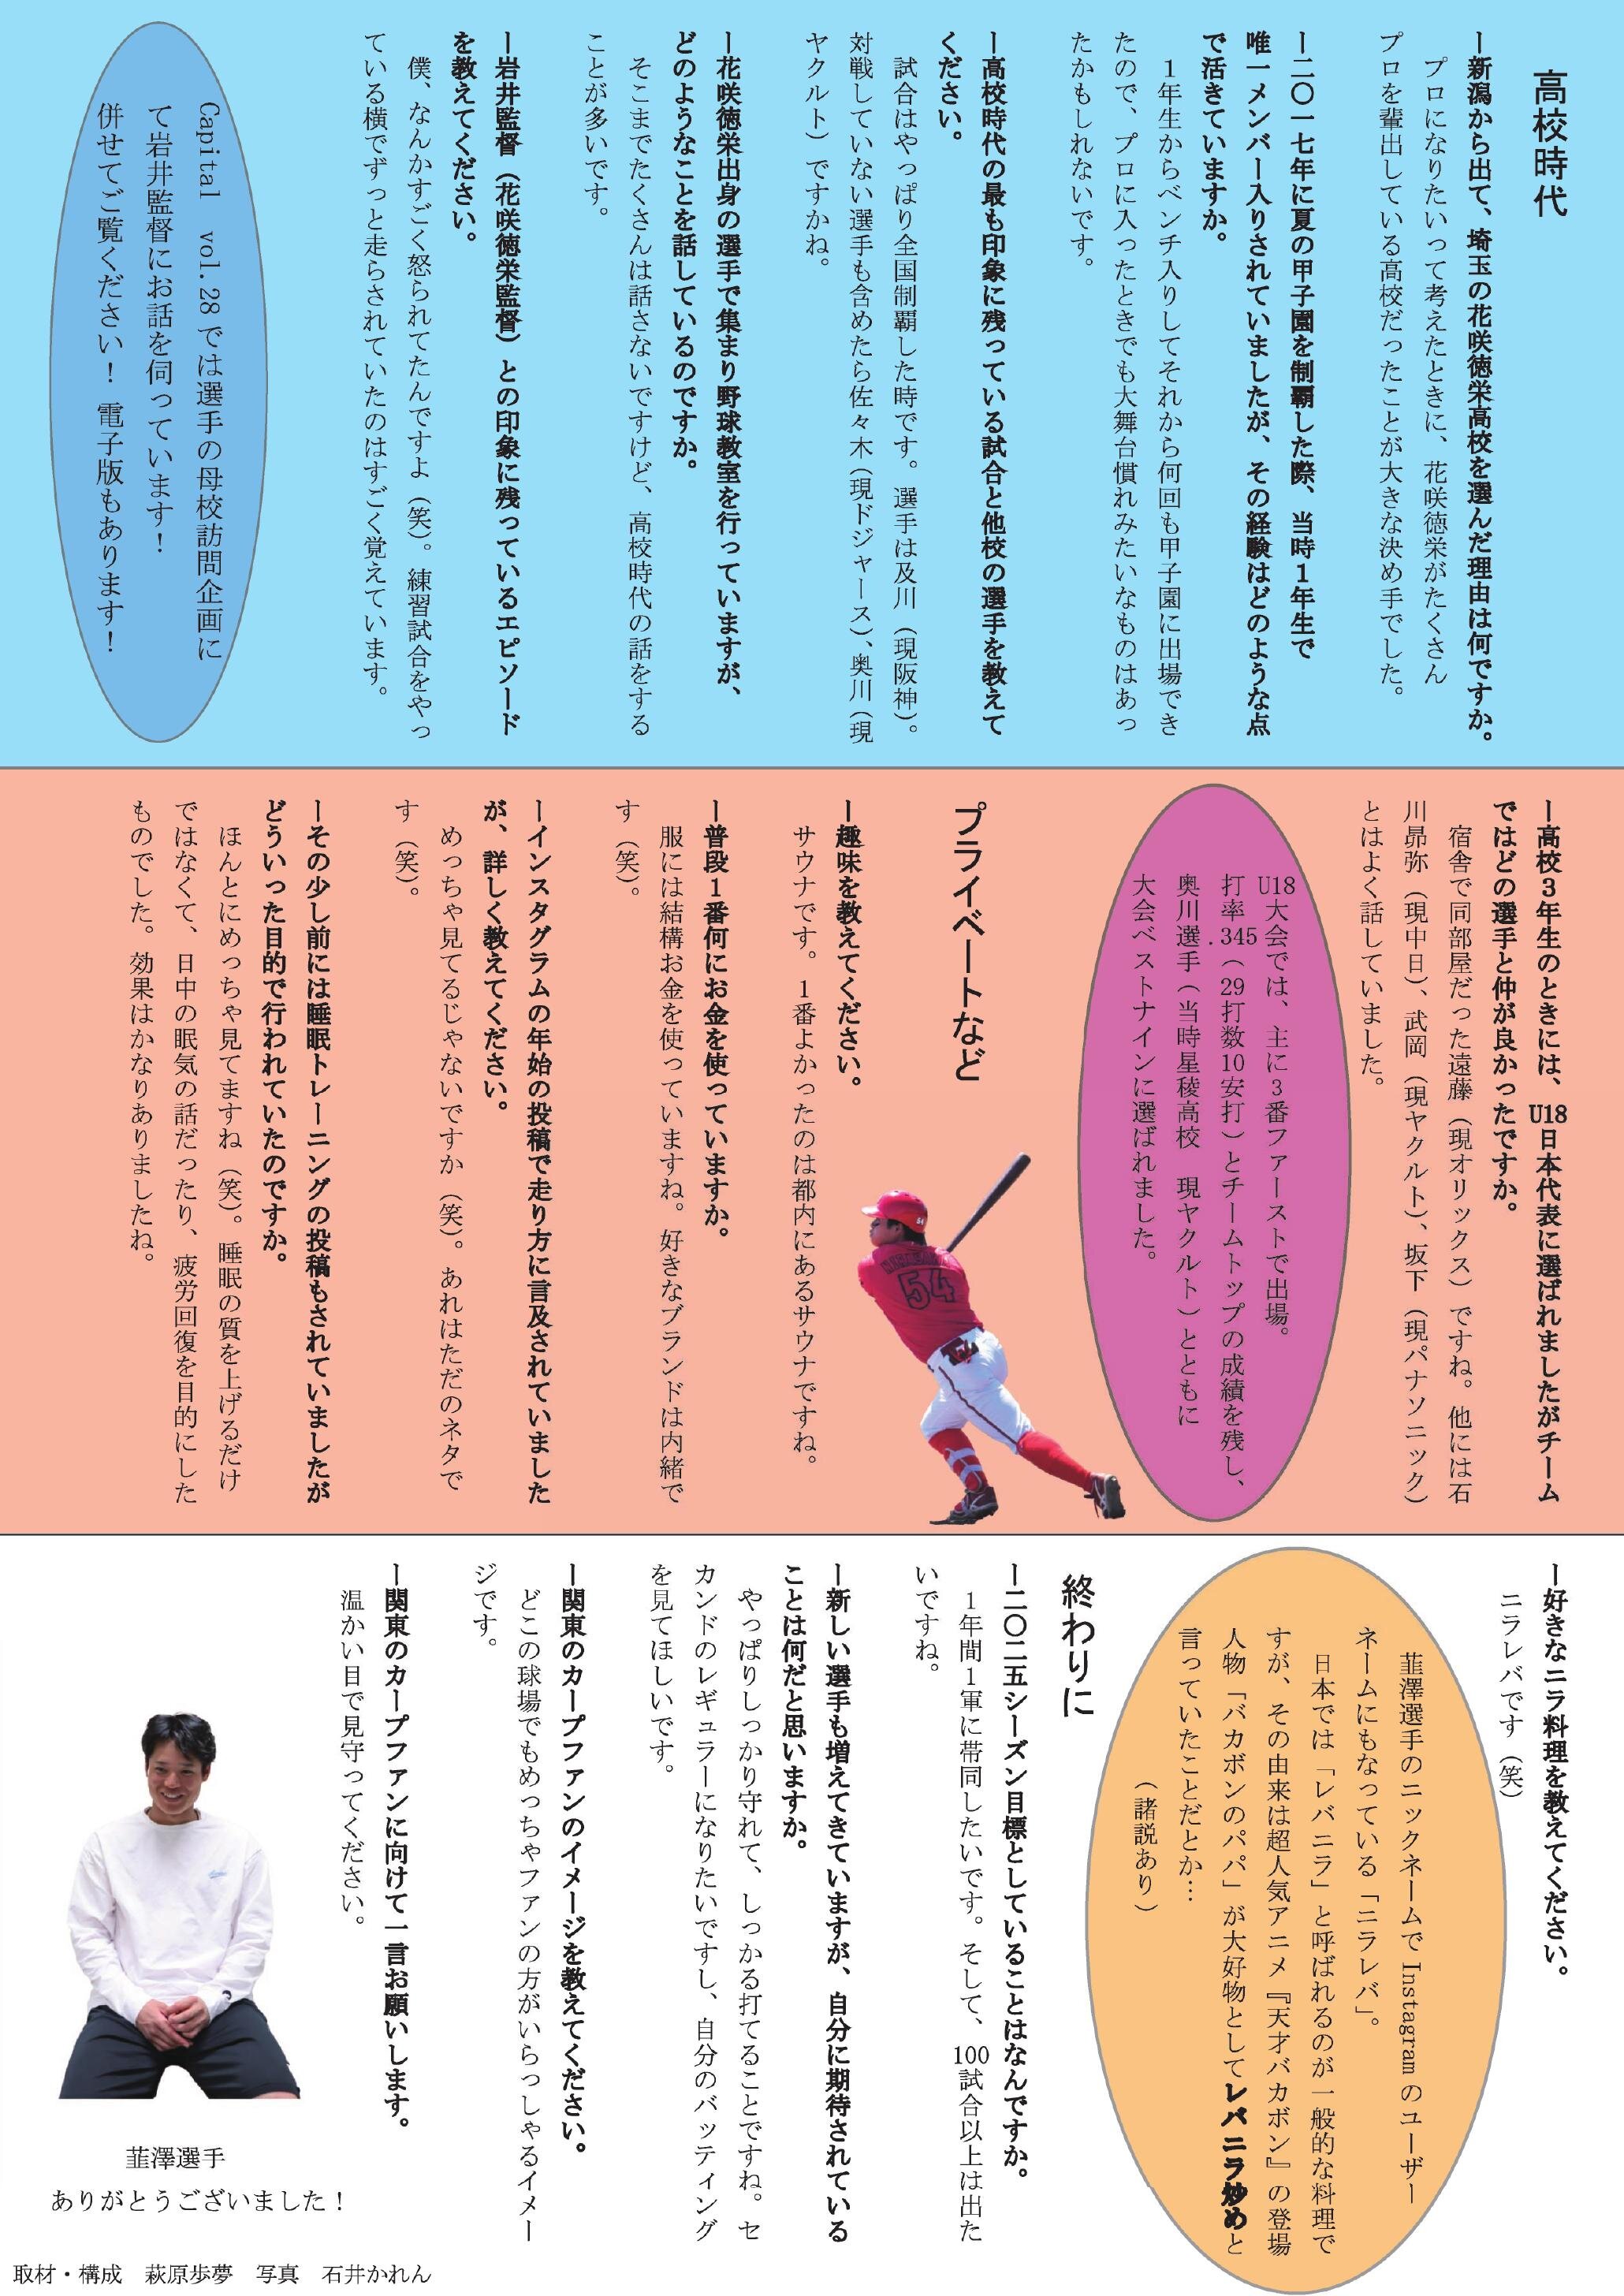 高校時代
ー新潟から出て、埼玉の花咲徳栄高校を選んだ理由は何ですか。
プロになりたいって考えたときに、花咲徳栄がたくさん
プロを輩出している高校だったことが大きな決め手でした。
ー二〇一七年に夏の甲子園を制覇した際、当時１年生で
唯一メンバー入りされていましたが、その経験はどのような点
で活きていますか。
１年生からベンチ入りしてそれから何回も甲子園に出場でき
たので、プロに入ったときでも大舞台慣れみたいなものはあっ
たかもしれないです。
ー高校時代の最も印象に残っている試合と他校の選手を教えて
ください。
試合はやっぱり全国制覇した時です。選手は及川（現阪神）。
対戦していない選手も含めたら佐々木（現ドジャース）、奥川（現
ヤクルト）ですかね。
ー花咲徳栄出身の選手で集まり野球教室を行っていますが、
どのようなことを話しているのですか。
そこまでたくさんは話さないですけど、高校時代の話をする
ことが多いです。
ー岩井監督（花咲徳栄監督）との印象に残っているエピソード
を教えてください。
僕、なんかすごく怒られてたんですよ（笑）。練習試合をやっ
ている横でずっと走らされていたのはすごく覚えています。
Capital　vol.28では選手の母校訪問企画に
て岩井監督にお話を伺っています！
併せてご覧ください！電子版もあります！
ー高校３年生のときには、U18日本代表に選ばれましたがチーム
ではどの選手と仲が良かったですか。
宿舎で同部屋だった遠藤（現オリックス）ですね。他には石
川昴弥（現中日）、武岡（現ヤクルト）、坂下（現パナソニック）
とはよく話していました。
U18大会では、主に３番ファーストで出場。
打率.345（29打数10安打）とチームトップの成績を残し、
奥川選手（当時星稜高校　現ヤクルト）とともに
大会ベストナインに選ばれました。
プライベートなど
ー趣味を教えてください。
サウナです。１番よかったのは都内にあるサウナですね。
ー普段１番何にお金を使っていますか。
服には結構お金を使っていますね。好きなブランドは内緒で
す（笑）。
ーインスタグラムの年始の投稿で走り方に言及されていました
が、詳しく教えてください。
めっちゃ見てるじゃないですか（笑）。あれはただのネタで
す（笑）。
ーその少し前には睡眠トレーニングの投稿もされていましたが
どういった目的で行われていたのですか。
ほんとにめっちゃ見てますね（笑）。睡眠の質を上げるだけ
ではなくて、日中の眠気の話だったり、疲労回復を目的にした
ものでした。効果はかなりありましたね。
54
ー好きなニラ料理を教えてください。
ニラレバです（笑）
韮澤選手のニックネームでInstagramのユーザー
ネームにもなっている「ニラレバ」。
日本では「レバニラ」と呼ばれるのが一般的な料理で
すが、その由来は超人気アニメ『天才バカボン』の登場
人物「バカボンのパパ」が大好物としてレバニラ炒めと
言っていたことだとか…
（諸説あり）
終わりに
ー二〇二五シーズン目標としていることはなんですか。
１年間１軍に帯同したいです。そして、100試合以上は出た
いですね。
ー新しい選手も増えてきていますが、自分に期待されている
ことは何だと思いますか。
やっぱりしっかり守れて、しっかる打てることですね。セ
カンドのレギュラーになりたいですし、自分のバッティング
を見てほしいです。
ー関東のカープファンのイメージを教えてください。
どこの球場でもめっちゃファンの方がいらっしゃるイメー
ジです。
ー関東のカープファンに向けて一言お願いします。
温かい目で見守ってください。
韮澤選手
ありがとうございました！
取材・構成　萩原歩夢　写真　石井かれん